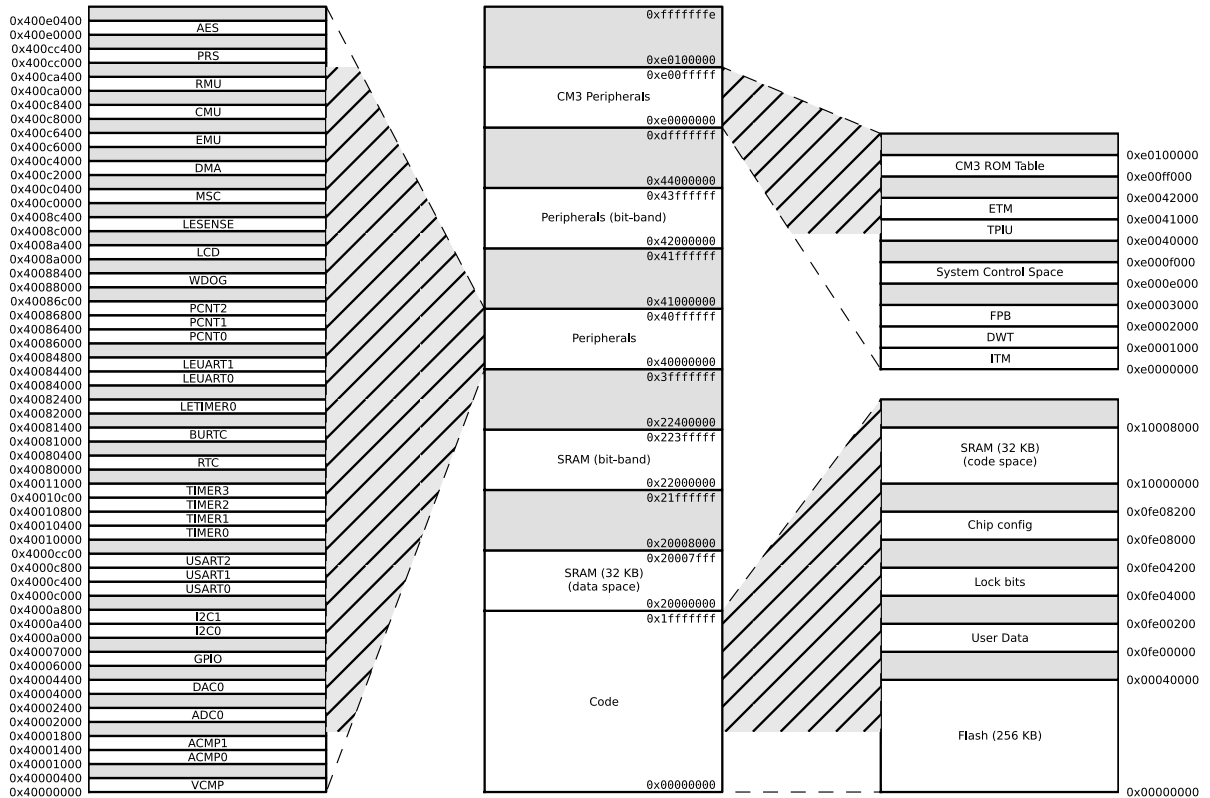 0x400e0400
0x400e0000
AES
0x400cc400
0x400cc000
PRS
0x400ca400
0x400ca000
RMU
0x400c8400
0x400c8000
CMU
0x400c6400
0x400c6000
EMU
0x400c4000
0x400c2000
DMA
0x400c0400
0x400c0000
MSC
0x4008c400
0x4008c000
LESENSE
0x4008a400
0x4008a000
LCD
0x40088400
0x40088000
WDOG
0x40086c00
0x40086800
PCNT2
0x40086400
PCNT1
0x40086000
PCNT0
0x40084800
0x40084400
LEUART1
0x40084000
LEUART0
0x40082400
0x40082000
LETIMER0
0x40081400
0x40081000
BURTC
0x40080400
0x40080000
RTC
0x40011000
0x40010c00
TIMER3
0x40010800
TIMER2
0x40010400
TIMER1
0x40010000
TIMER0
0x4000cc00
0x4000c800
USART2
0x4000c400
USART1
0x4000c000
USART0
0x4000a800
0x4000a400
I2C1
0x4000a000
I2C0
0x40007000
0x40006000
GPIO
0x40004400
0x40004000
DAC0
0x40002400
0x40002000
ADC0
0x40001800
0x40001400
ACMP1
0x40001000
ACMP0
0x40000400
0x40000000
VCMP
0xfffffffe
0xe0100000
0xe00fffff
CM3 Peripherals
0xe0000000
0xdfffffff
0x44000000
0x43ffffff
Peripherals (bit-band)
0x42000000
0x41ffffff
0x41000000
0x40ffffff
Peripherals
0x40000000
0x3fffffff
0x22400000
0x223fffff
SRAM (bit-band)
0x22000000
0x21ffffff
0x20008000
0x20007fff
SRAM (32 KB)
(data space)
0x20000000
0x1fffffff
Code
0x00000000
0xe0100000
CM3 ROM Table
0xe00ff000
0xe0042000
ETM
0xe0041000
TPIU
0xe0040000
0xe000f000
System Control Space
0xe000e000
0xe0003000
FPB
0xe0002000
DWT
0xe0001000
ITM
0xe0000000
0x10008000
SRAM (32 KB)
(code space)
0x10000000
0x0fe08200
Chip config
0x0fe08000
0x0fe04200
Lock bits
0x0fe04000
0x0fe00200
User Data
0x0fe00000
0x00040000
Flash (256 KB)
0x00000000